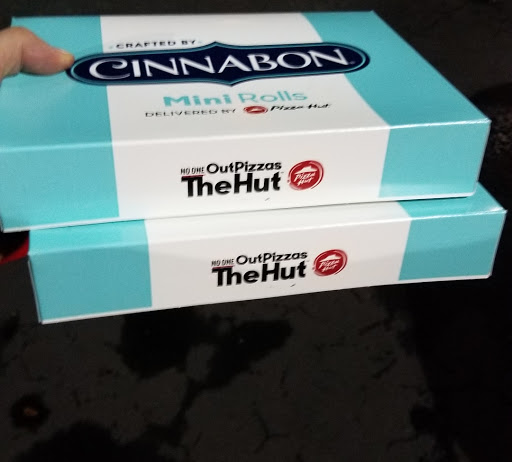 CRAFTED BY
CINNABON
Mini Rolls
DELIVERED BY Pizza Hut
NO ONE OutPizzas
TheHut Pizza Hut
NO ONE OutPizzas
TheHut Pizza Hut